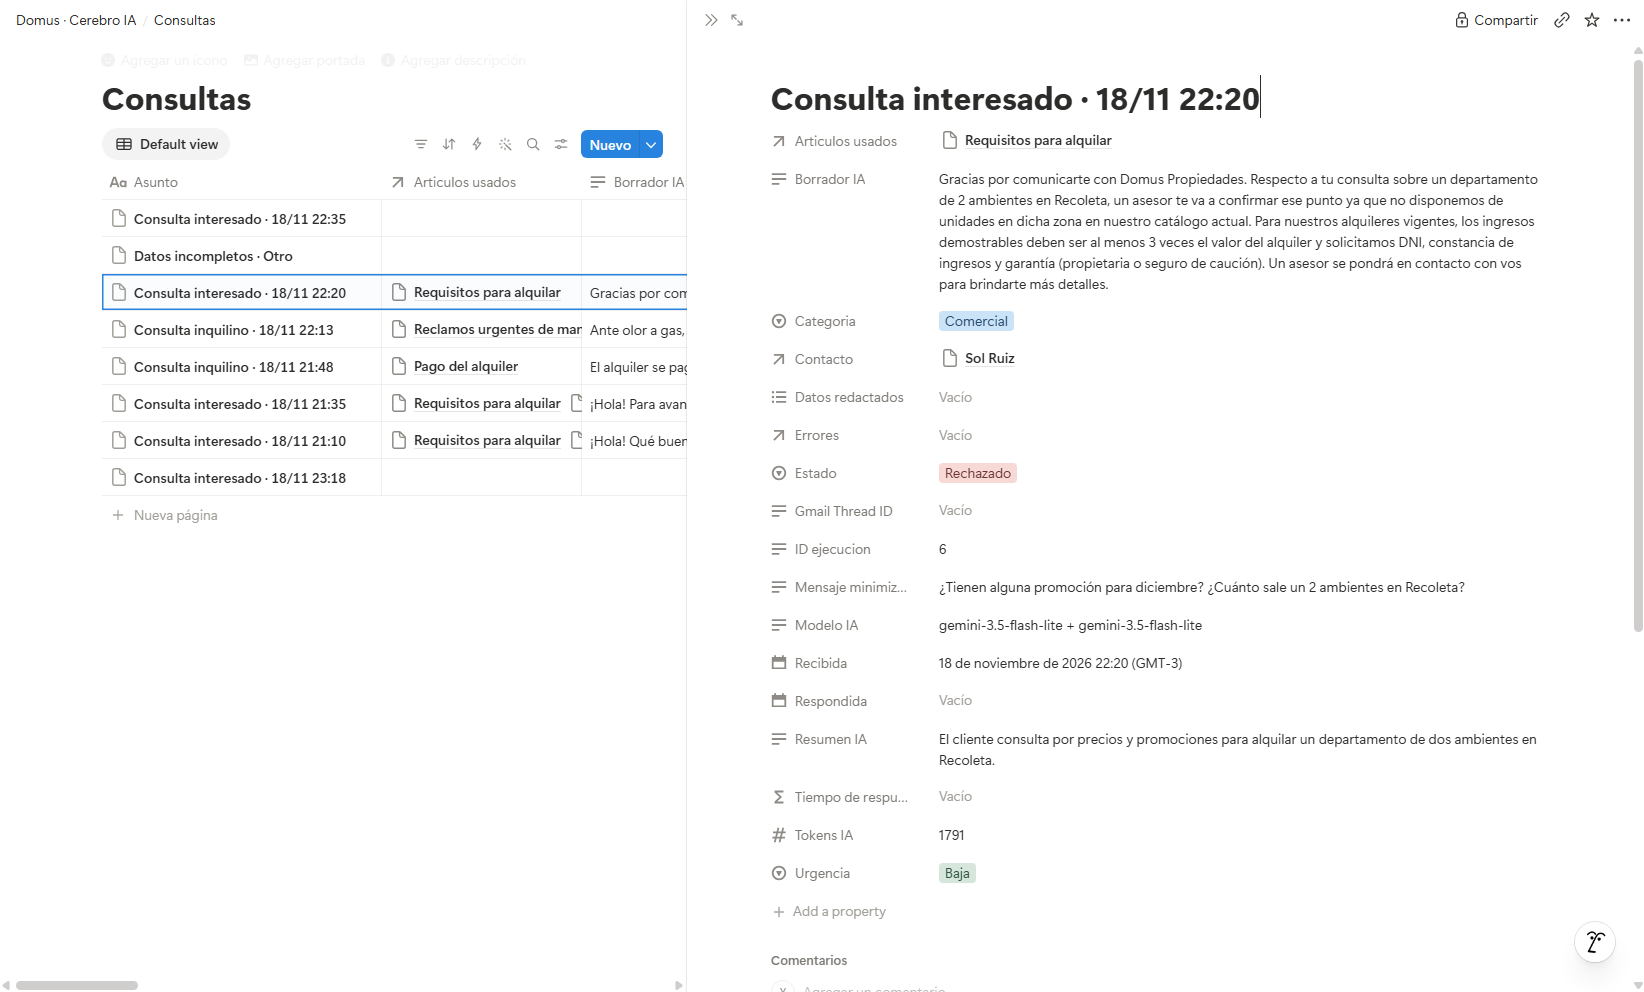 Domus · Cerebro IA / Consultas
Compartir
Agregar un ícono Agregar portada Agregar descripción
Consultas
Default view
Nuevo
Aa Asunto Articulos usados Borrador IA
Consulta interesado · 18/11 22:35
Datos incompletos · Otro
Consulta interesado · 18/11 22:20 Requisitos para alquilar Gracias por com
Consulta inquilino · 18/11 22:13 Reclamos urgentes de mar Ante olor a gas,
Consulta inquilino · 18/11 21:48 Pago del alquiler El alquiler se pag
Consulta interesado · 18/11 21:35 Requisitos para alquilar ¡Hola! Para avan
Consulta interesado · 18/11 21:10 Requisitos para alquilar ¡Hola! Qué buen
Consulta interesado · 18/11 23:18
Nueva página
Consulta interesado · 18/11 22:20
Articulos usados Requisitos para alquilar
Borrador IA Gracias por comunicarte con Domus Propiedades. Respecto a tu consulta sobre un departamento
de 2 ambientes en Recoleta, un asesor te va a confirmar ese punto ya que no disponemos de
unidades en dicha zona en nuestro catálogo actual. Para nuestros alquileres vigentes, los ingresos
demostrables deben ser al menos 3 veces el valor del alquiler y solicitamos DNI, constancia de
ingresos y garantía (propietaria o seguro de caución). Un asesor se pondrá en contacto con vos
para brindarte más detalles.
Categoria Comercial
Contacto Sol Ruiz
Datos redactados Vacío
Errores Vacío
Estado Rechazado
Gmail Thread ID Vacío
ID ejecucion 6
Mensaje minimiz... ¿Tienen alguna promoción para diciembre? ¿Cuánto sale un 2 ambientes en Recoleta?
Modelo IA gemini-3.5-flash-lite + gemini-3.5-flash-lite
Recibida 18 de noviembre de 2026 22:20 (GMT-3)
Respondida Vacío
Resumen IA El cliente consulta por precios y promociones para alquilar un departamento de dos ambientes en
Recoleta.
Tiempo de respu... Vacío
Tokens IA 1791
Urgencia Baja
Add a property
Comentarios
Agregar un comentario